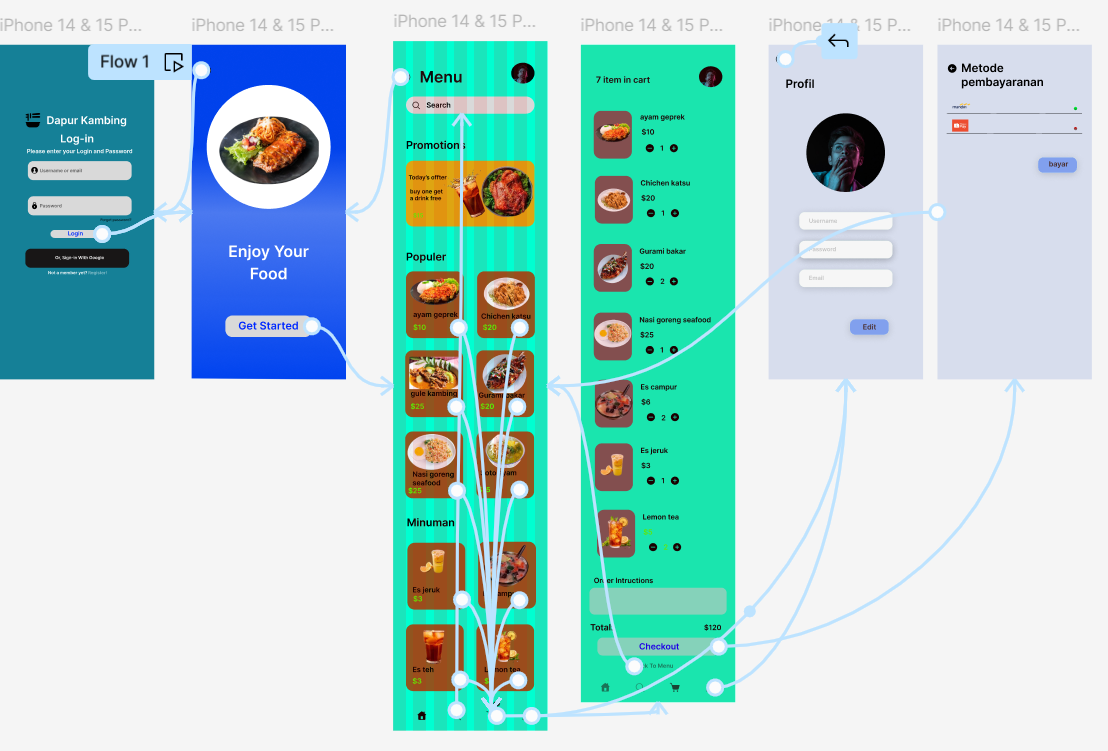 iPhone 14 & 15 P...
iPhone 14 & 15 P...
iPhone 14 & 15 P...
iPhone 14 & 15 P...
iPhone 14 & 15 P...
iPhone 14 & 15 P...
Flow 1
Dapur Kambing
Log-in
Please enter your Login and Password
Username or email
Password
Forgot password?
Login
Or, Sign-in With Google
Not a member yet? Register!
Enjoy Your
Food
Get Started
Menu
Search
Promotions
Today's offter
buy one get
a drink free
Populer
ayam geprek
$10
Chichen katsu
$20
gule kambing
$25
Gurami bakar
$20
Nasi goreng
seafood
$25
Minuman
Es jeruk
$3
Es teh
$3
Lemon tea
7 item in cart
ayam geprek
$10
1
Chichen katsu
$20
1
Gurami bakar
$20
2
Nasi goreng seafood
$25
1
Es campur
$6
2
Es jeruk
$3
1
Lemon tea
Order Intructions
Total
$120
Checkout
k To Menu
Profil
Username
Password
Email
Edit
Metode
pembayaranan
mandiri
bayar